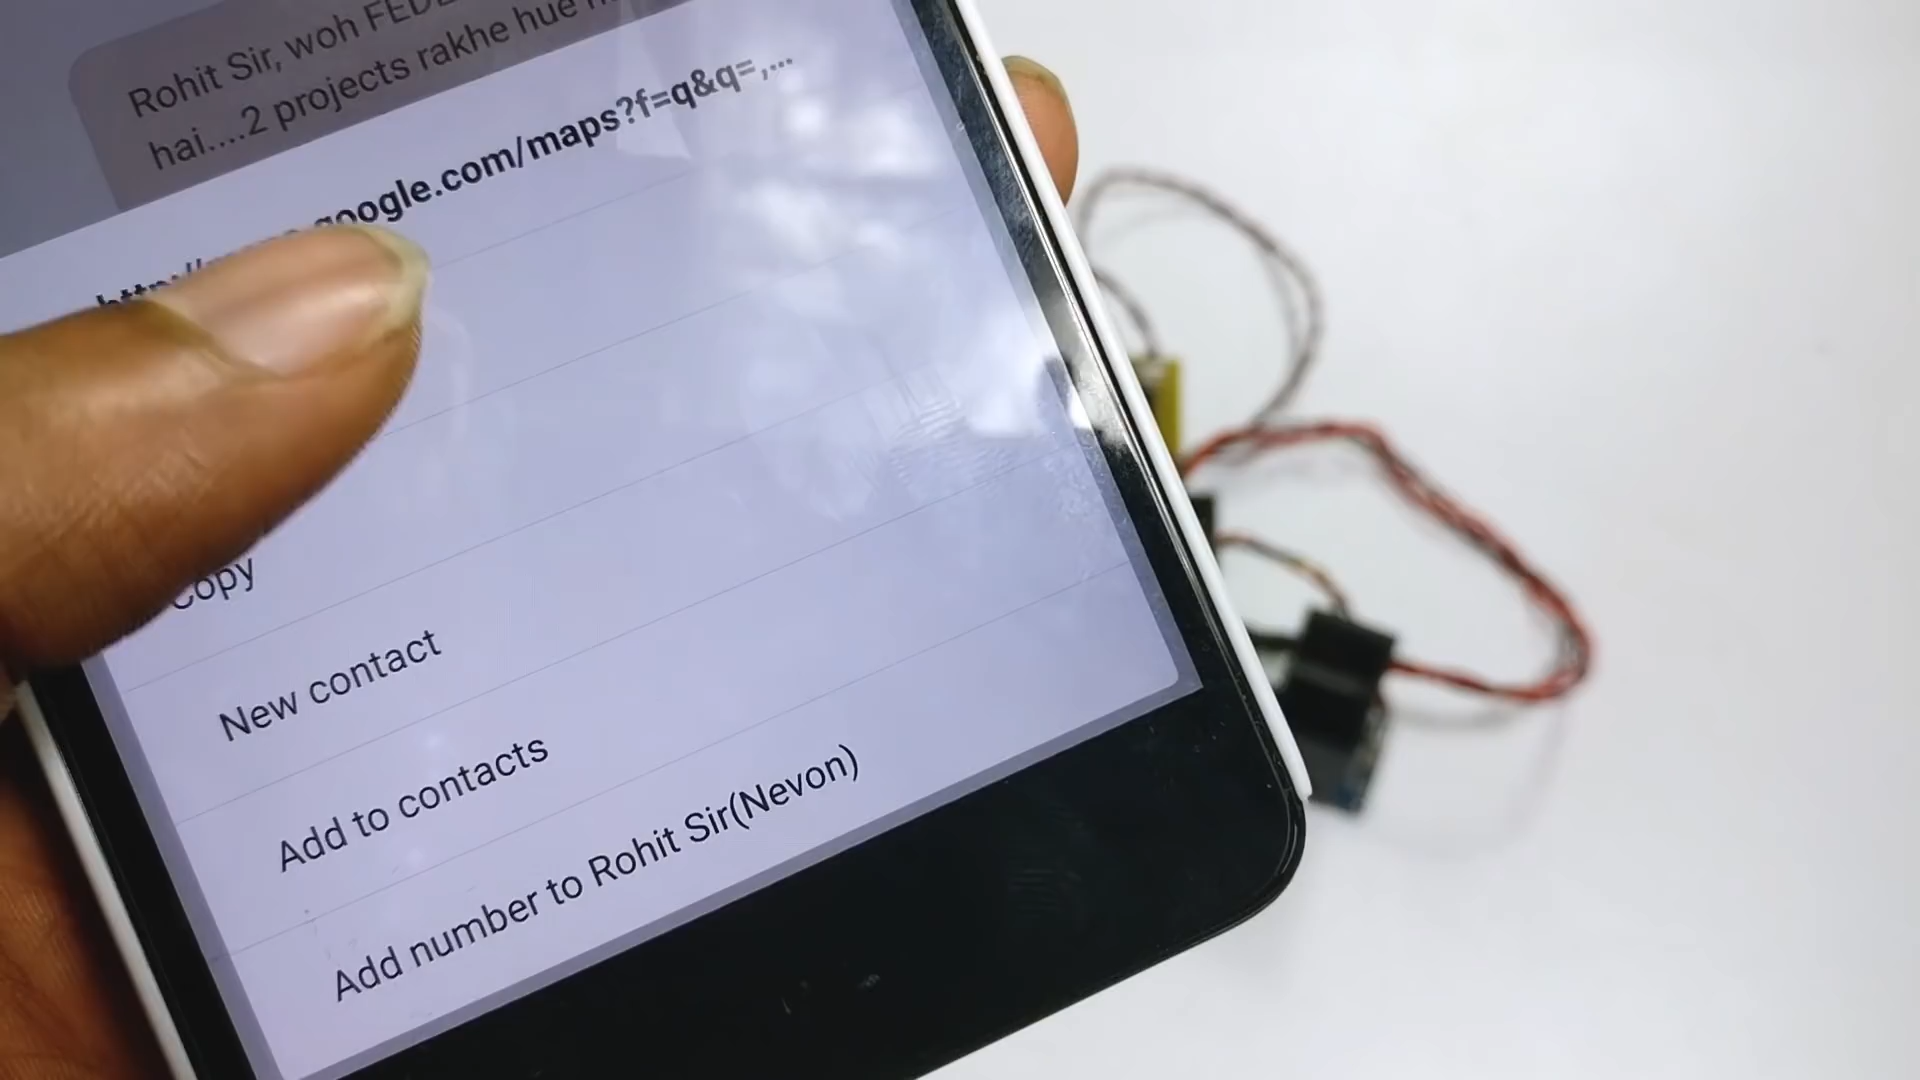 Rohit Sir, woh
hai....2 projects rakhe hue
google.com/maps?f=q&q=,...
Copy
New contact
Add to contacts
Add number to Rohit Sir(Nevon)